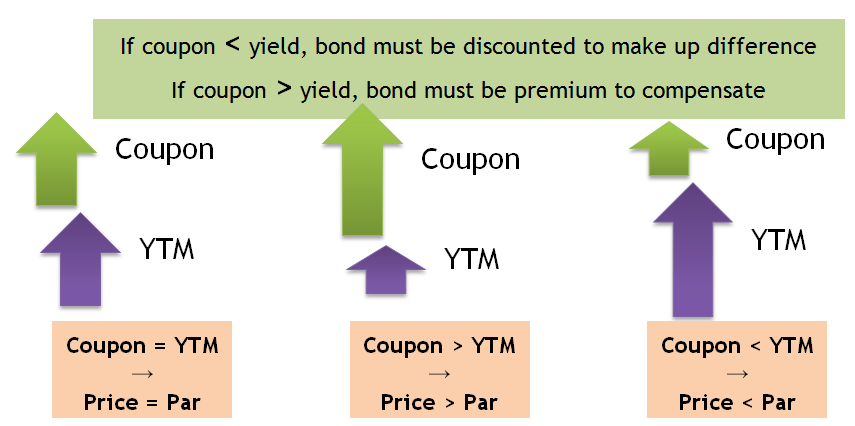 If coupon < yield, bond must be discounted to make up difference
If coupon > yield, bond must be premium to compensate
Coupon
YTM
Coupon = YTM
→
Price = Par
Coupon
YTM
Coupon > YTM
→
Price > Par
Coupon
YTM
Coupon < YTM
→
Price < Par